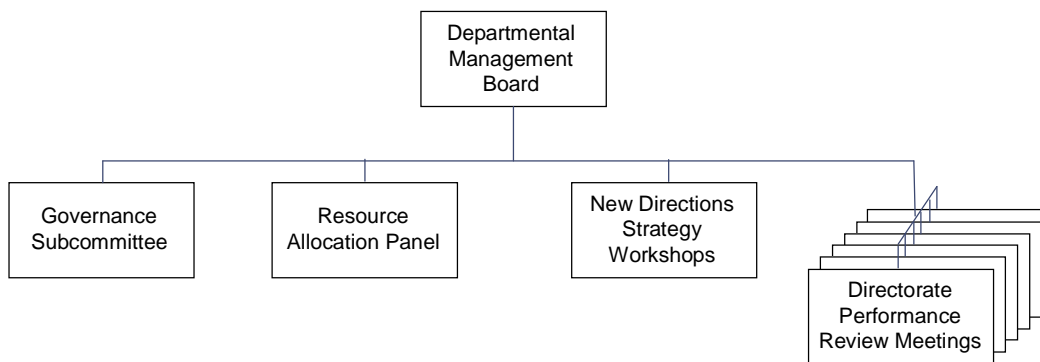 Departmental
Management
Board
Governance
Subcommittee
Resource
Allocation Panel
New Directions
Strategy
Workshops
Directorate
Performance
Review Meetings